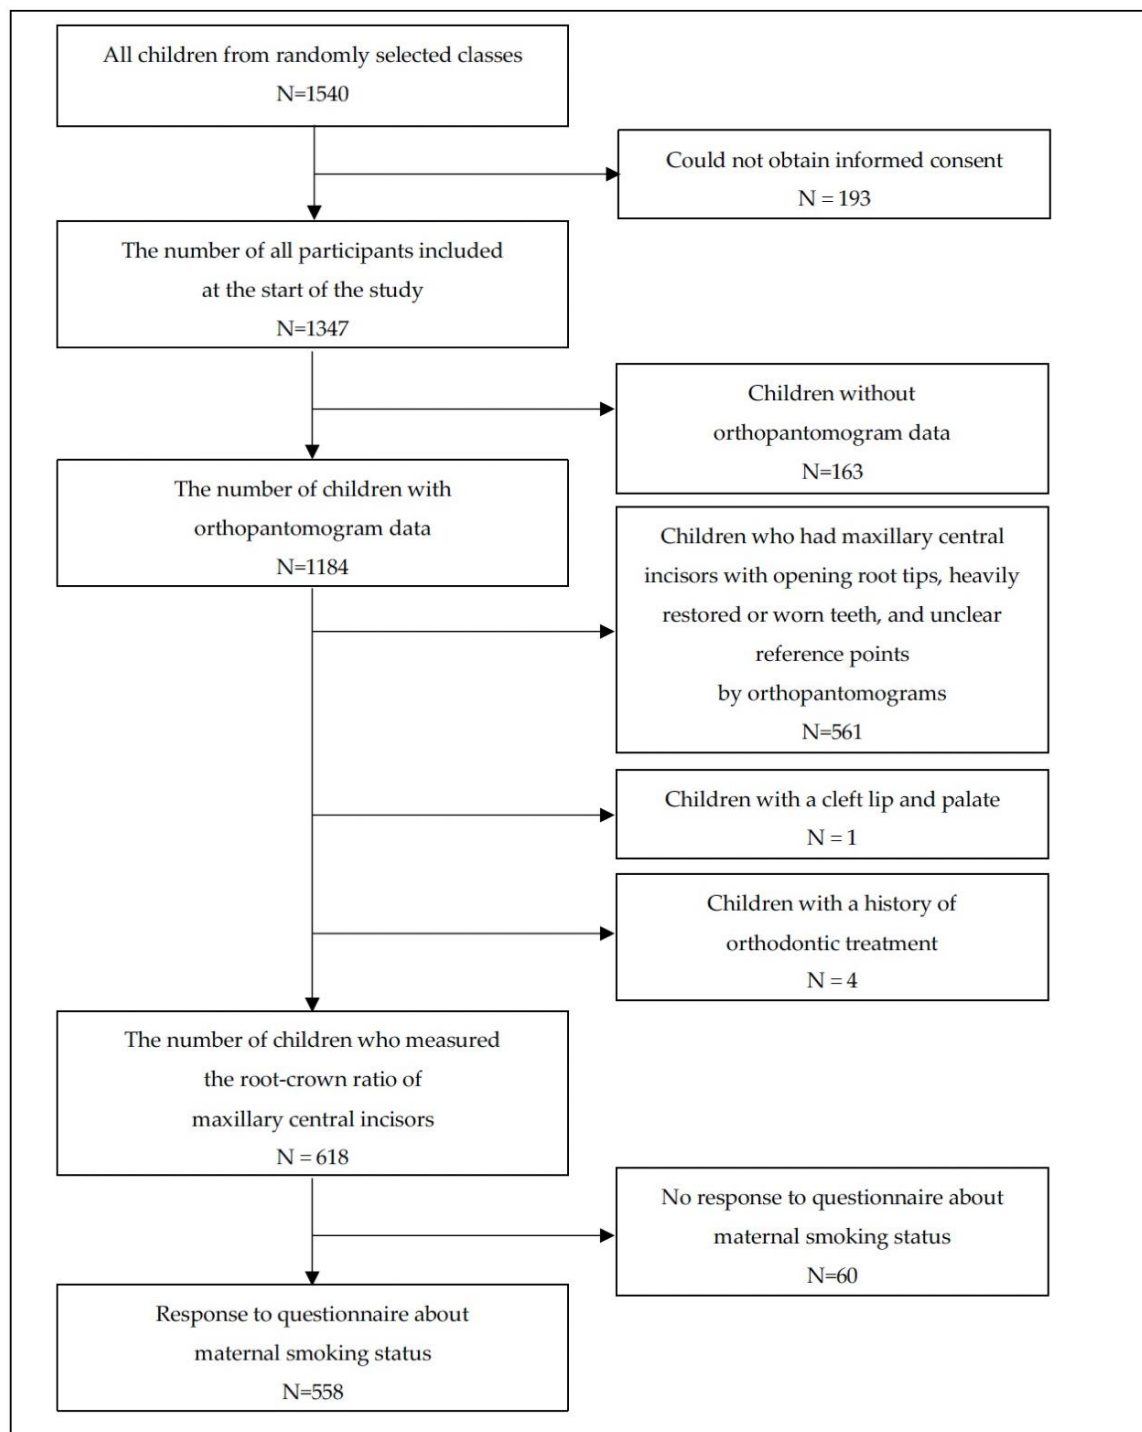 All children from randomly selected classes
N=1540
Could not obtain informed consent
N = 193
The number of all participants included
at the start of the study
N=1347
Children without
orthopantomogram data
N=163
The number of children with
orthopantomogram data
N=1184
Children who had maxillary central
incisors with opening root tips, heavily
restored or worn teeth, and unclear
reference points
by orthopantomograms
N=561
Children with a cleft lip and palate
N = 1
Children with a history of
orthodontic treatment
N = 4
The number of children who measured
the root-crown ratio of
maxillary central incisors
N = 618
No response to questionnaire about
maternal smoking status
N=60
Response to questionnaire about
maternal smoking status
N=558